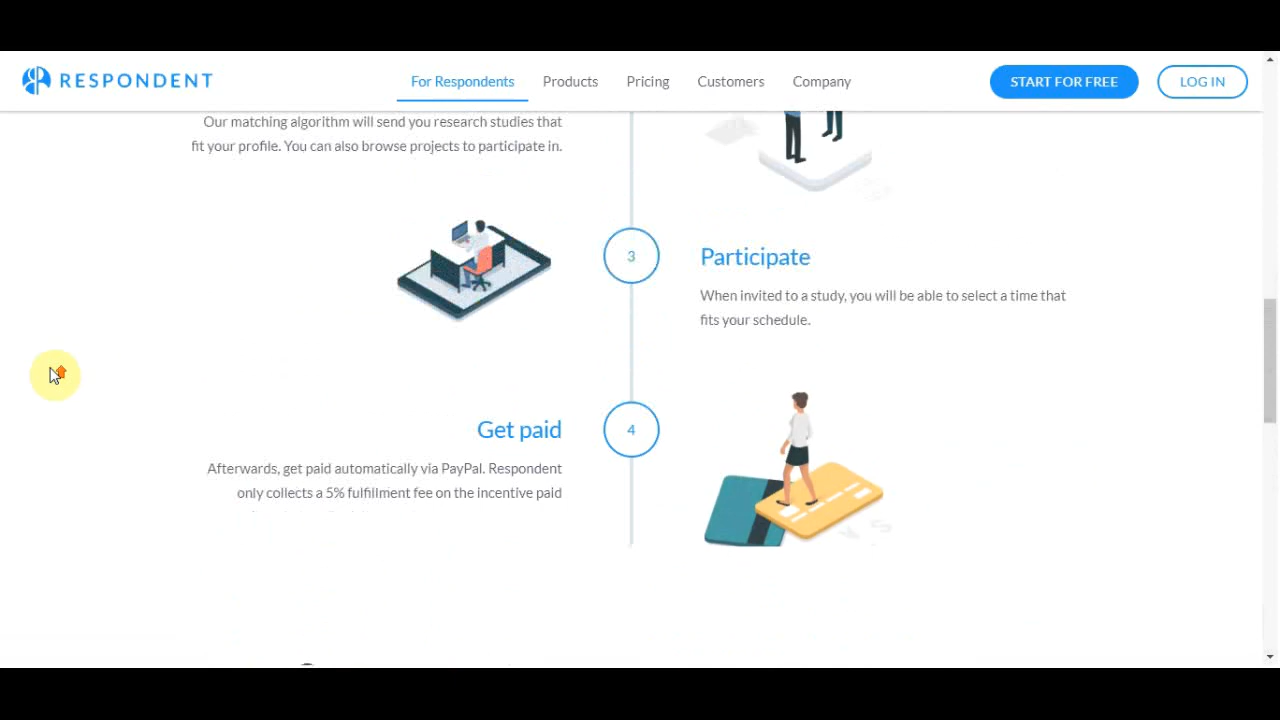 RESPONDENT
For Respondents
Products
Pricing
Customers
Company
START FOR FREE
LOG IN
Our matching algorithm will send you research studies that
fit your profile. You can also browse projects to participate in.
3
Participate
When invited to a study, you will be able to select a time that
fits your schedule.
Get paid
4
Afterwards, get paid automatically via PayPal. Respondent
only collects a 5% fulfillment fee on the incentive paid